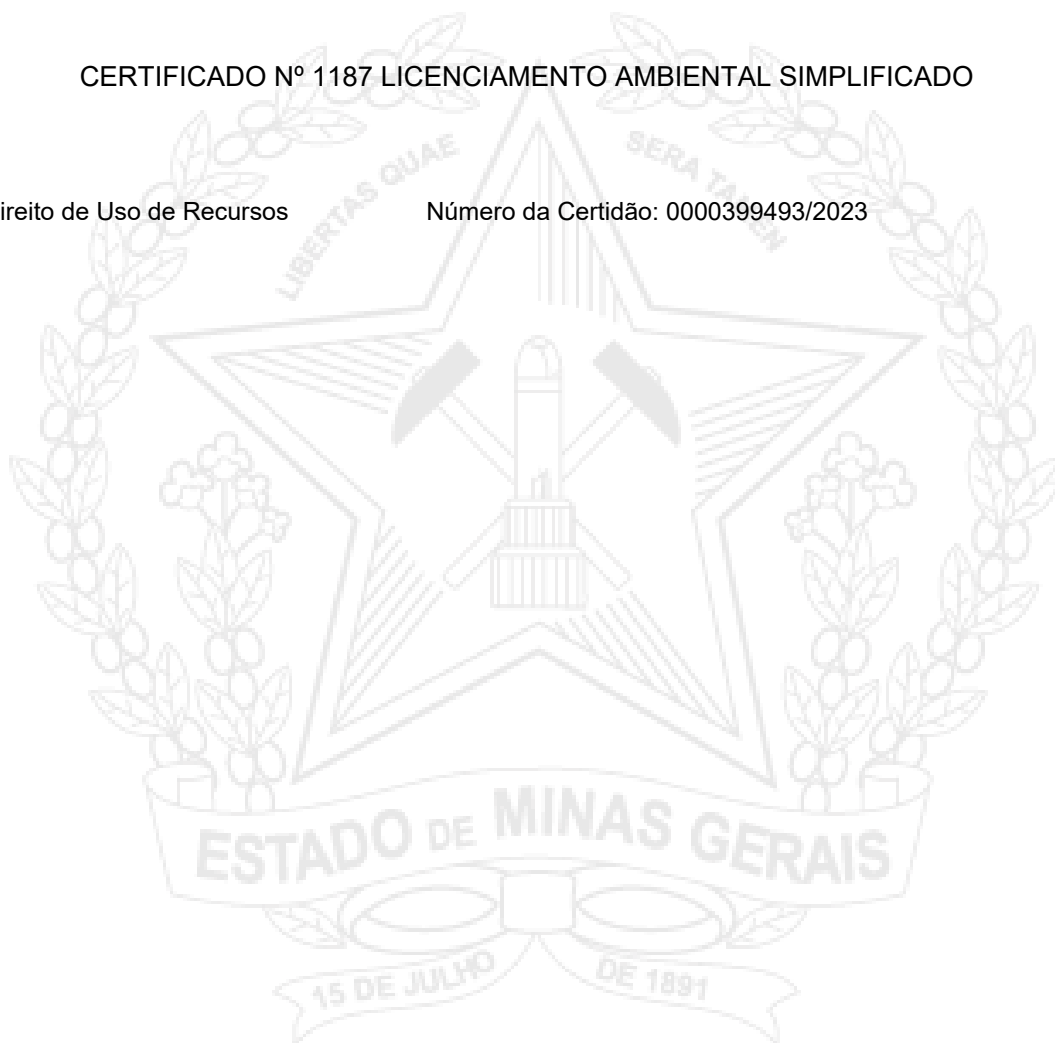 CERTIFICADO Nº 1187 LICENCIAMENTO AMBIENTAL SIMPLIFICADO
ireito de Uso de Recursos Número da Certidão: 0000399493/2023
LIBERTAS QUAE SERA TAMEN
ESTADO DE MINAS GERAIS
15 DE JULHO DE 1891